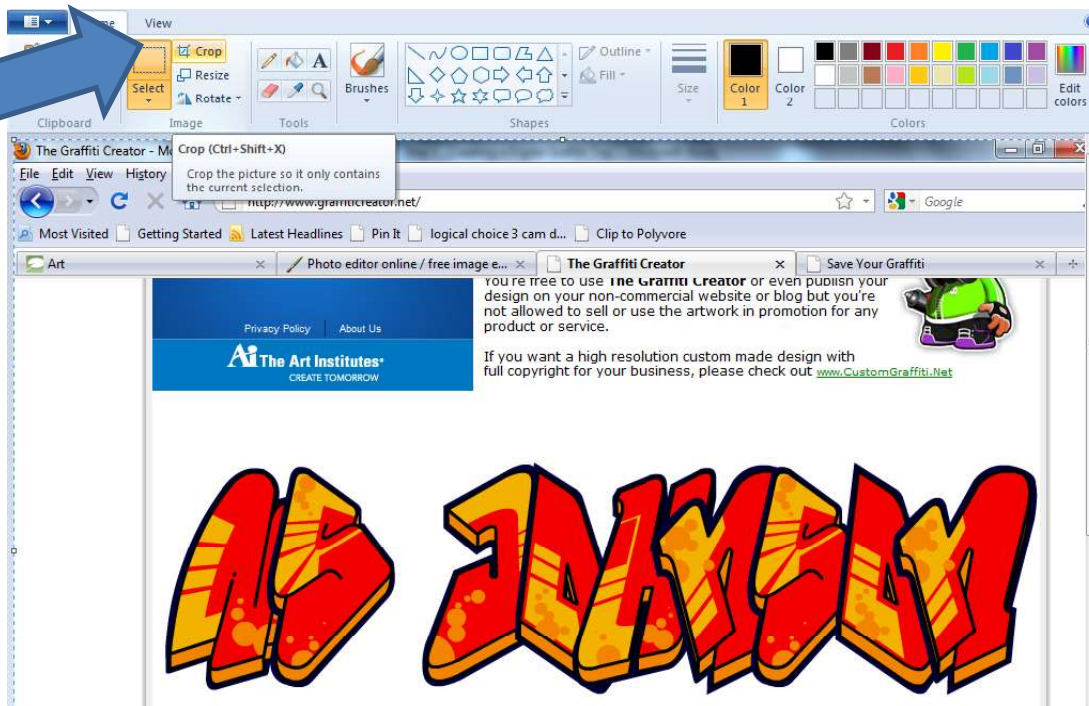 View
Crop
Resize
Rotate
Select
A
Brushes
Outline
Fill
Size
Color 1
Color 2
Edit colors
Clipboard
Image
Tools
Shapes
Colors
The Graffiti Creator -
Crop (Ctrl+Shift+X)
Crop the picture so it only contains
the current selection.
File Edit View History
http://www.graffiticreator.net/
Google
Most Visited Getting Started Latest Headlines Pin It logical choice 3 cam d... Clip to Polyvore
Art
Photo editor online / free image e...
The Graffiti Creator
Save Your Graffiti
You're free to use The Graffiti Creator or even publish your
design on your non-commercial website or blog but you're
not allowed to sell or use the artwork in promotion for any
product or service.
If you want a high resolution custom made design with
full copyright for your business, please check out www.CustomGraffiti.Net
Privacy Policy About Us
Ai The Art Institutes
CREATE TOMORROW
JOHNSON